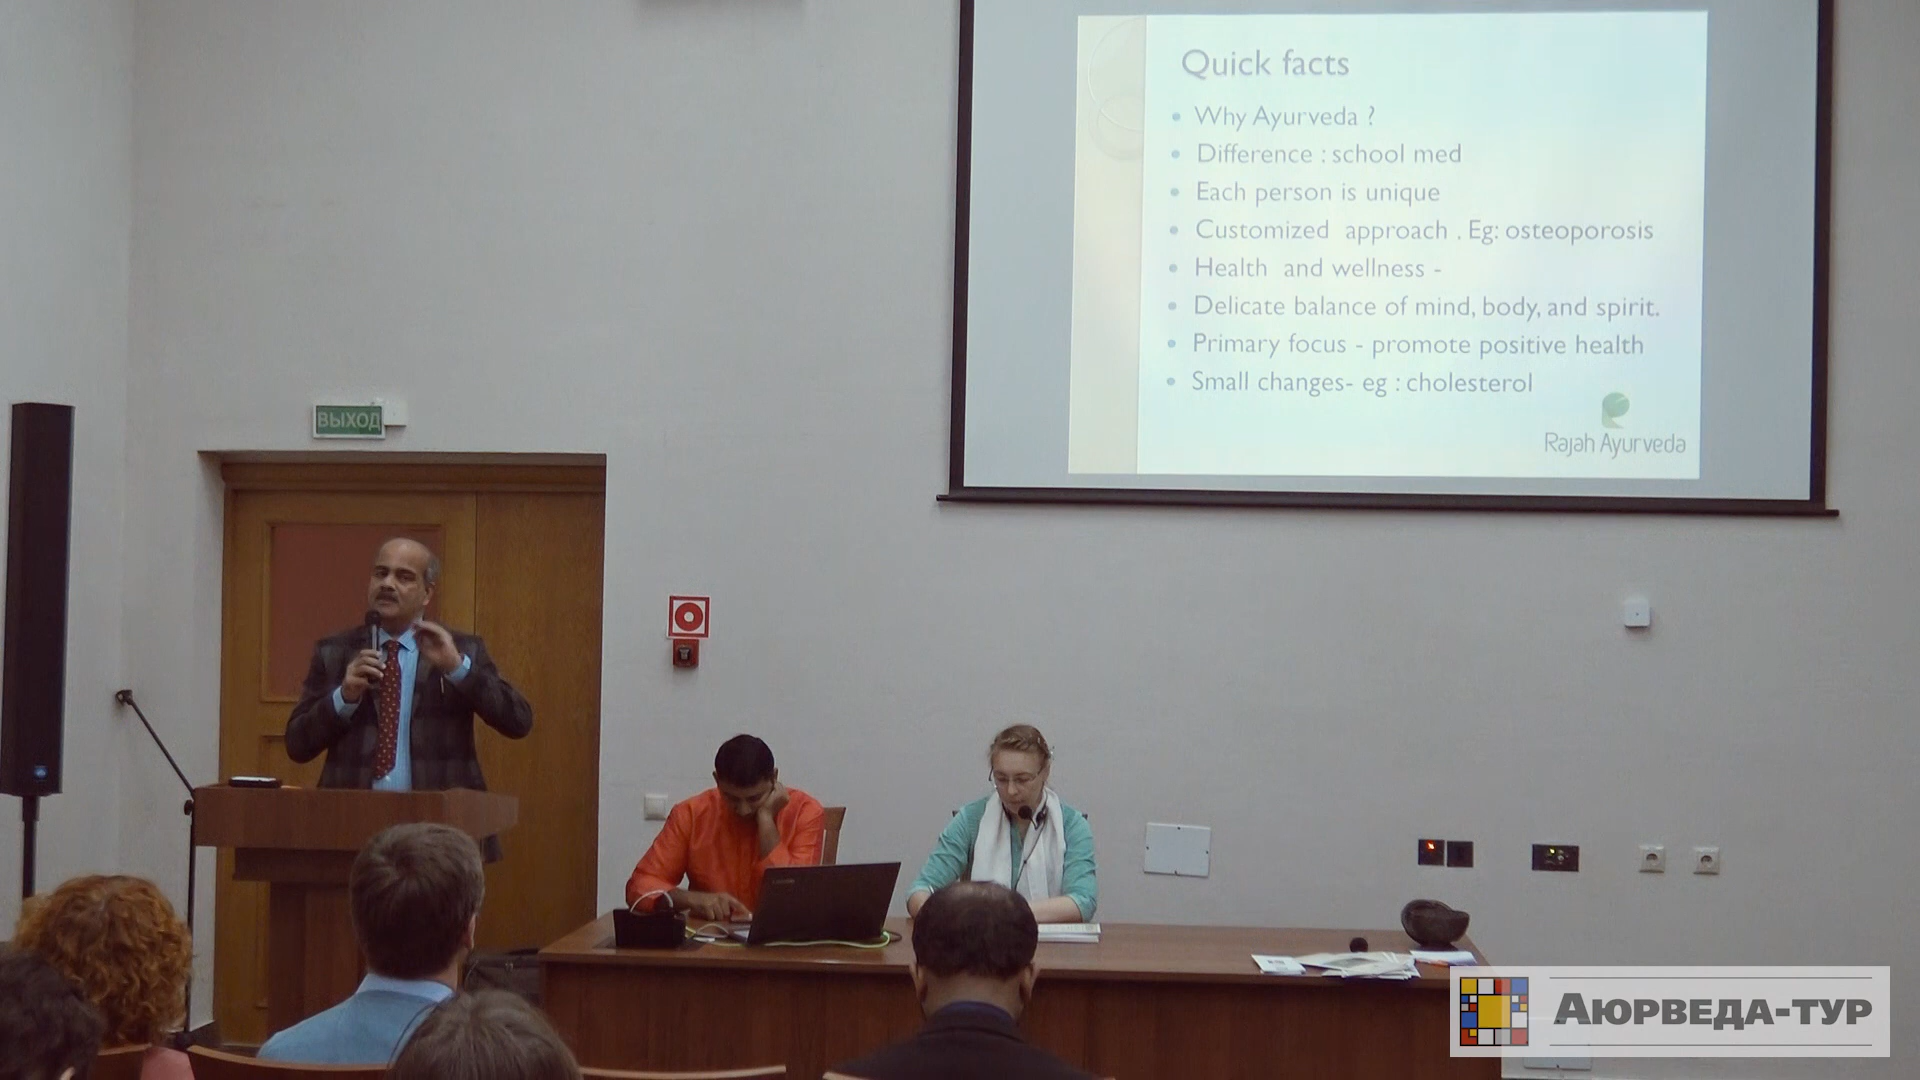 Quick facts
Why Ayurveda ?
Difference : school med
Each person is unique
Customized approach . Eg: osteoporosis
Health and wellness -
Delicate balance of mind, body, and spirit.
Primary focus - promote positive health
Small changes- eg : cholesterol
Rajah Ayurveda
ВЫХОД
АЮРВЕДА-ТУР